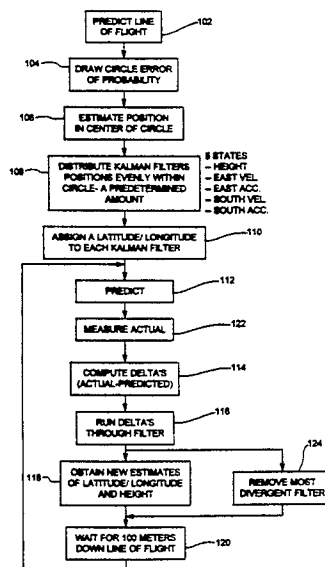 PREDICT LINE
OF FLIGHT
102
104
DRAW CIRCLE ERROR
OF PROBABILITY
106
ESTIMATE POSITION
IN CENTER OF CIRCLE
108
DISTRIBUTE KALMAN FILTERS
POSITIONS EVENLY WITHIN
CIRCLE- A PREDETERMINED
AMOUNT
5 STATES
- HEIGHT
- EAST VEL
- EAST ACC.
- SOUTH VEL
- SOUTH ACC.
ASSIGN A LATITUDE/ LONGITUDE
TO EACH KALMAN FILTER
110
PREDICT
112
MEASURE ACTUAL
122
COMPUTE DELTA'S
(ACTUAL-PREDICTED)
114
RUN DELTA'S
THROUGH FILTER
116
124
118
OBTAIN NEW ESTIMATES
OF LATITUDE/ LONGITUDE
AND HEIGHT
REMOVE MOST
DIVERGENT FILTER
WAIT FOR 100 METERS
DOWN LINE OF FLIGHT
120